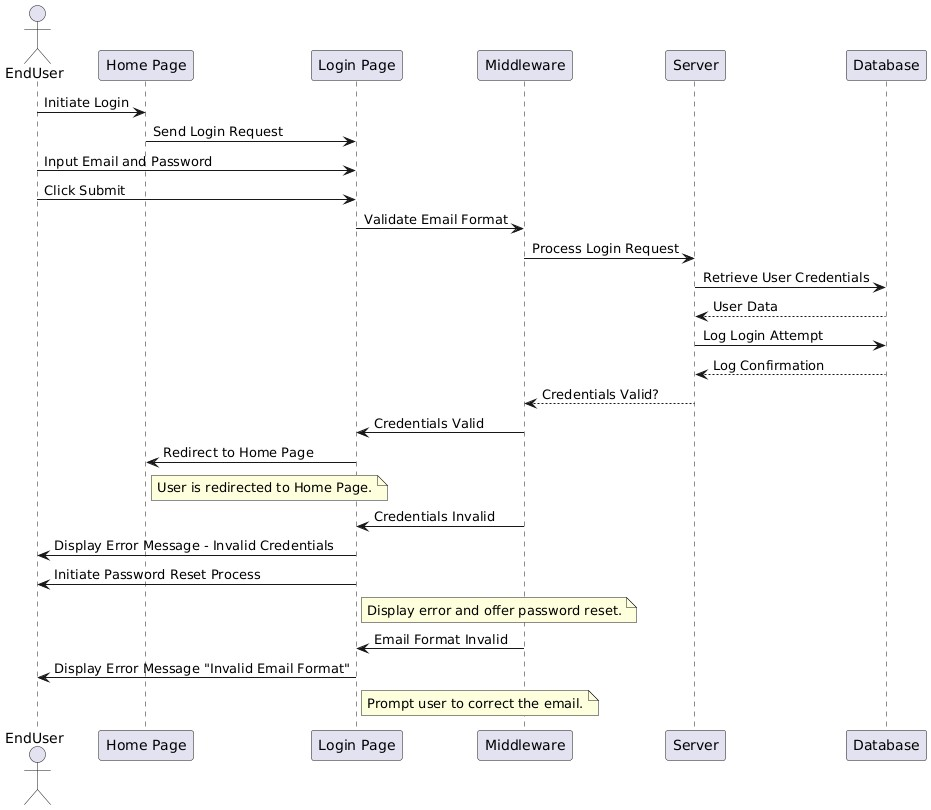 EndUser
Home Page
Login Page
Middleware
Server
Database
Initiate Login
Send Login Request
Input Email and Password
Click Submit
Validate Email Format
Process Login Request
Retrieve User Credentials
User Data
Log Login Attempt
Log Confirmation
Credentials Valid?
Credentials Valid
Redirect to Home Page
User is redirected to Home Page.
Credentials Invalid
Display Error Message - Invalid Credentials
Initiate Password Reset Process
Display error and offer password reset.
Email Format Invalid
Display Error Message "Invalid Email Format"
Prompt user to correct the email.
EndUser
Home Page
Login Page
Middleware
Server
Database